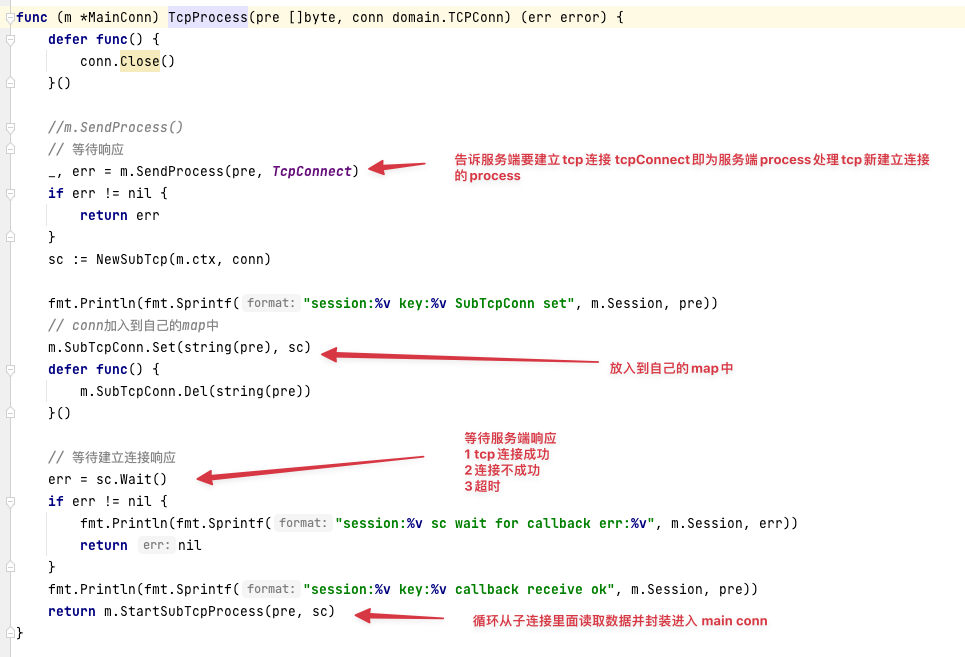 func (m *MainConn) TcpProcess(pre []byte, conn domain.TCPConn) (err error) {
defer func() {
conn.Close()
}()
//m.SendProcess()
// 等待响应
_, err = m.SendProcess(pre, TcpConnect)
告诉服务端要建立tcp连接 tcpConnect即为服务端process处理tcp新建立连接
的process
if err != nil {
return err
}
sc := NewSubTcp(m.ctx, conn)
fmt.Println(fmt.Sprintf( format: "session:%v key:%v SubTcpConn set", m.Session, pre))
// conn加入到自己的map中
m.SubTcpConn.Set(string(pre), sc)
放入到自己的map中
defer func() {
m.SubTcpConn.Del(string(pre))
}()
等待服务端响应
1 tcp连接成功
2连接不成功
3超时
// 等待建立连接响应
err = sc.Wait()
if err != nil {
fmt.Println(fmt.Sprintf( format: "session:%v sc wait for callback err:%v", m.Session, err))
return err: nil
}
fmt.Println(fmt.Sprintf( format: "session:%v key:%v callback receive ok", m.Session, pre))
return m.StartSubTcpProcess(pre, sc)
循环从子连接里面读取数据并封装进入 main conn
}